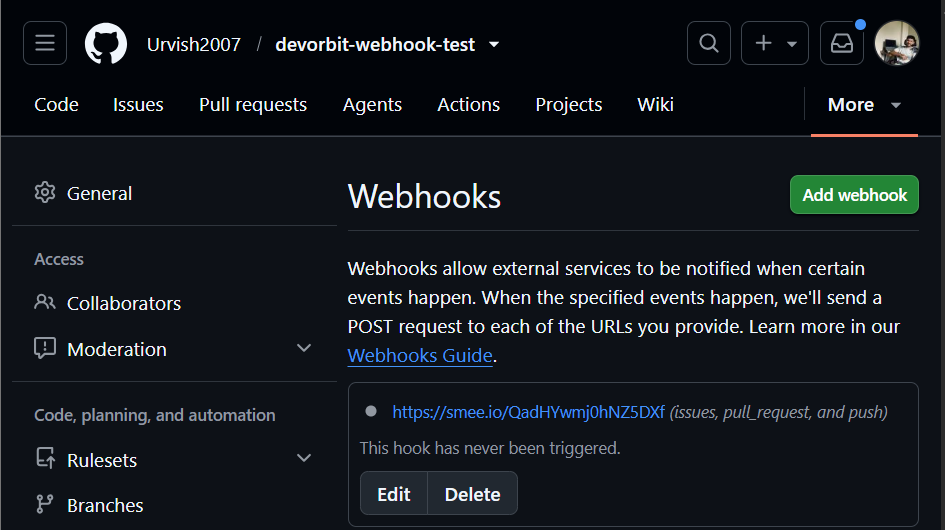 Urvish2007 / devorbit-webhook-test
Code Issues Pull requests Agents Actions Projects Wiki More
General
Access
Collaborators
Moderation
Code, planning, and automation
Rulesets
Branches
Webhooks
Add webhook
Webhooks allow external services to be notified when certain
events happen. When the specified events happen, we'll send a
POST request to each of the URLs you provide. Learn more in our
Webhooks Guide.
https://smee.io/QadHYwmj0hNZ5DXf (issues, pull_request, and push)
This hook has never been triggered.
Edit Delete